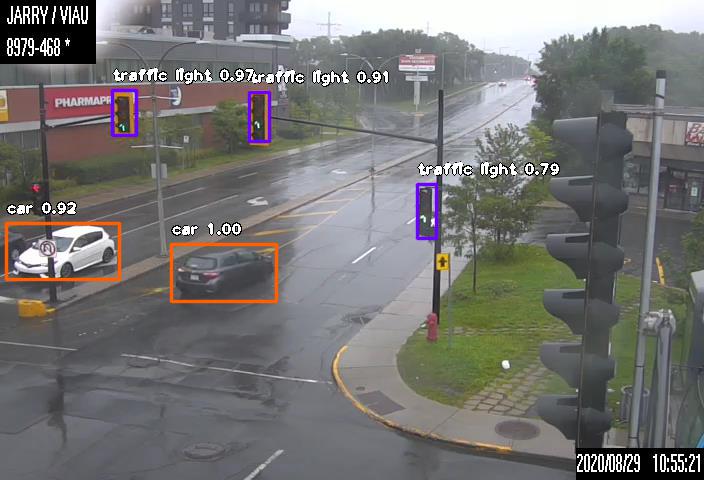 JARRY / VIAU
8979-468 *
traffic light 0.97
traffic light 0.91
PHARMAPR
traffic light 0.79
car 0.92
car 1.00
2020/08/29 10:55:21